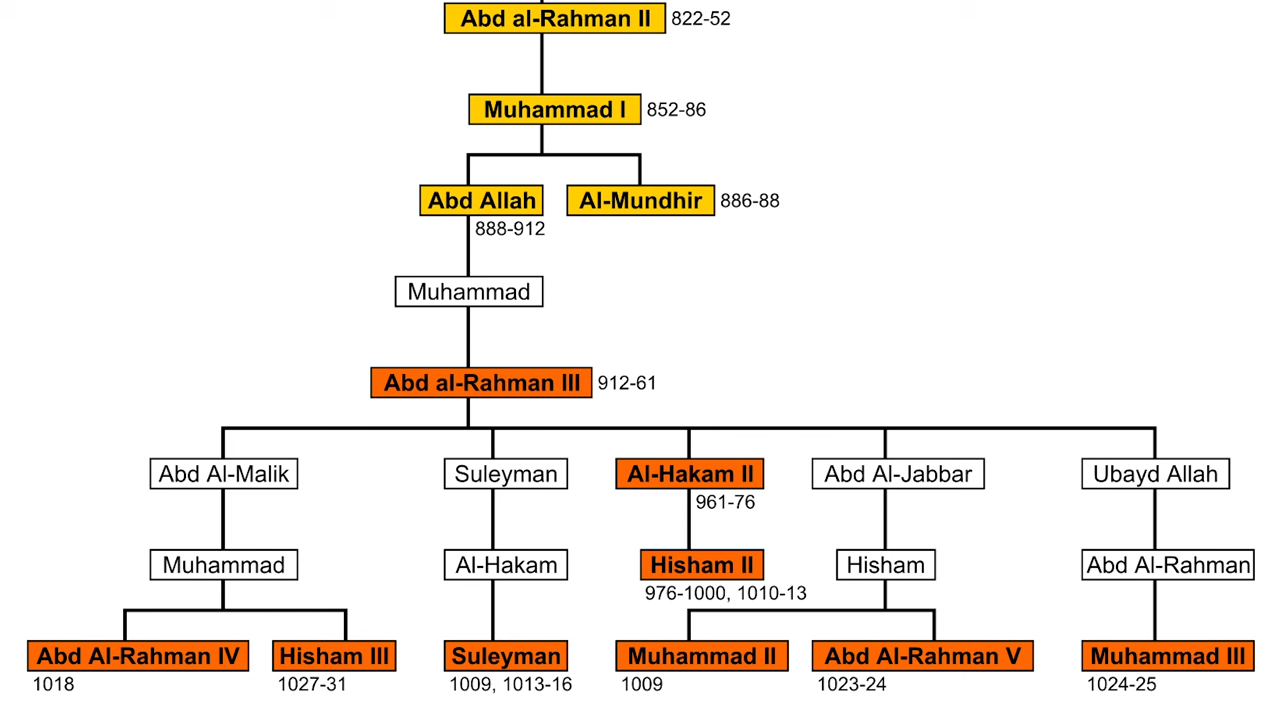 Abd al-Rahman II 822-52
Muhammad I 852-86
Abd Allah Al-Mundhir 886-88
888-912
Muhammad
Abd al-Rahman III 912-61
Abd Al-Malik Suleyman Al-Hakam II Abd Al-Jabbar Ubayd Allah
961-76
Muhammad Al-Hakam Hisham II Hisham Abd Al-Rahman
976-1000, 1010-13
Abd Al-Rahman IV Hisham III Suleyman Muhammad II Abd Al-Rahman V Muhammad III
1018 1027-31 1009, 1013-16 1009 1023-24 1024-25